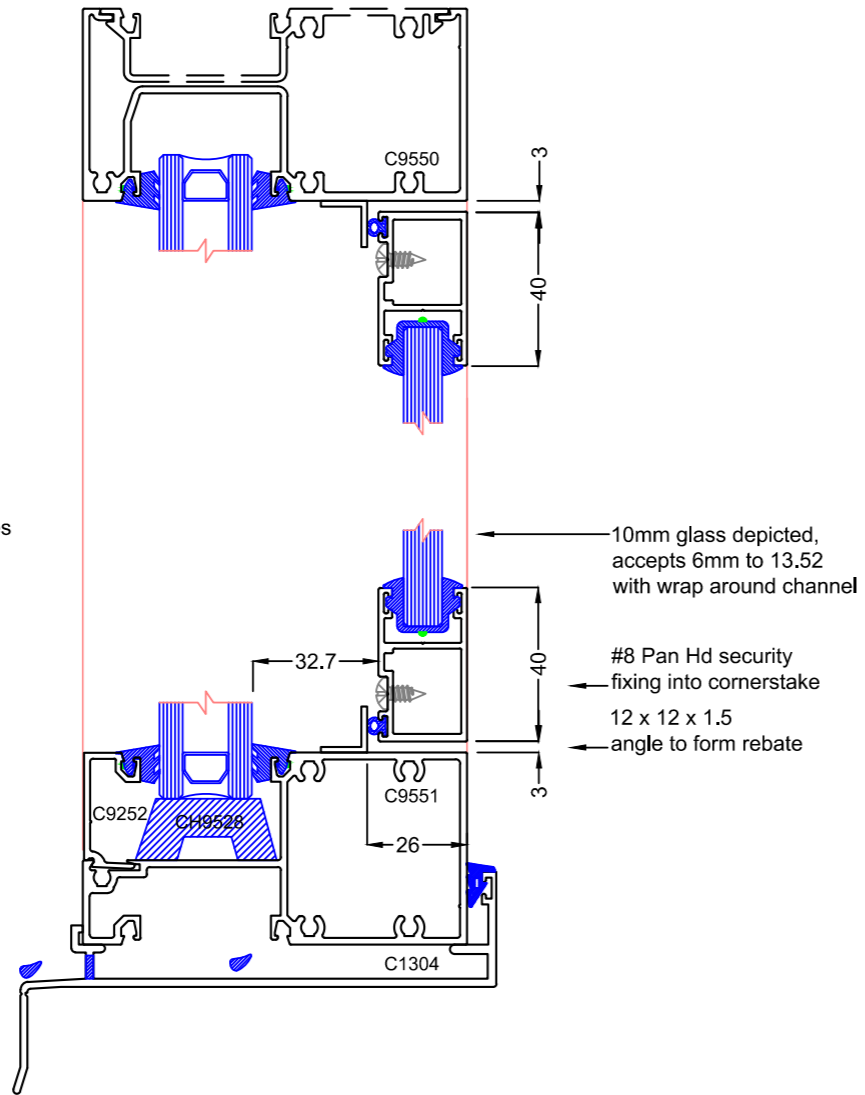 C9550
3
40
s
10mm glass depicted,
accepts 6mm to 13.52
with wrap around channel
32.7
40
#8 Pan Hd security
fixing into cornerstake
12 x 12 x 1.5
angle to form rebate
C9551
3
C9252
CH9528
26
C1304